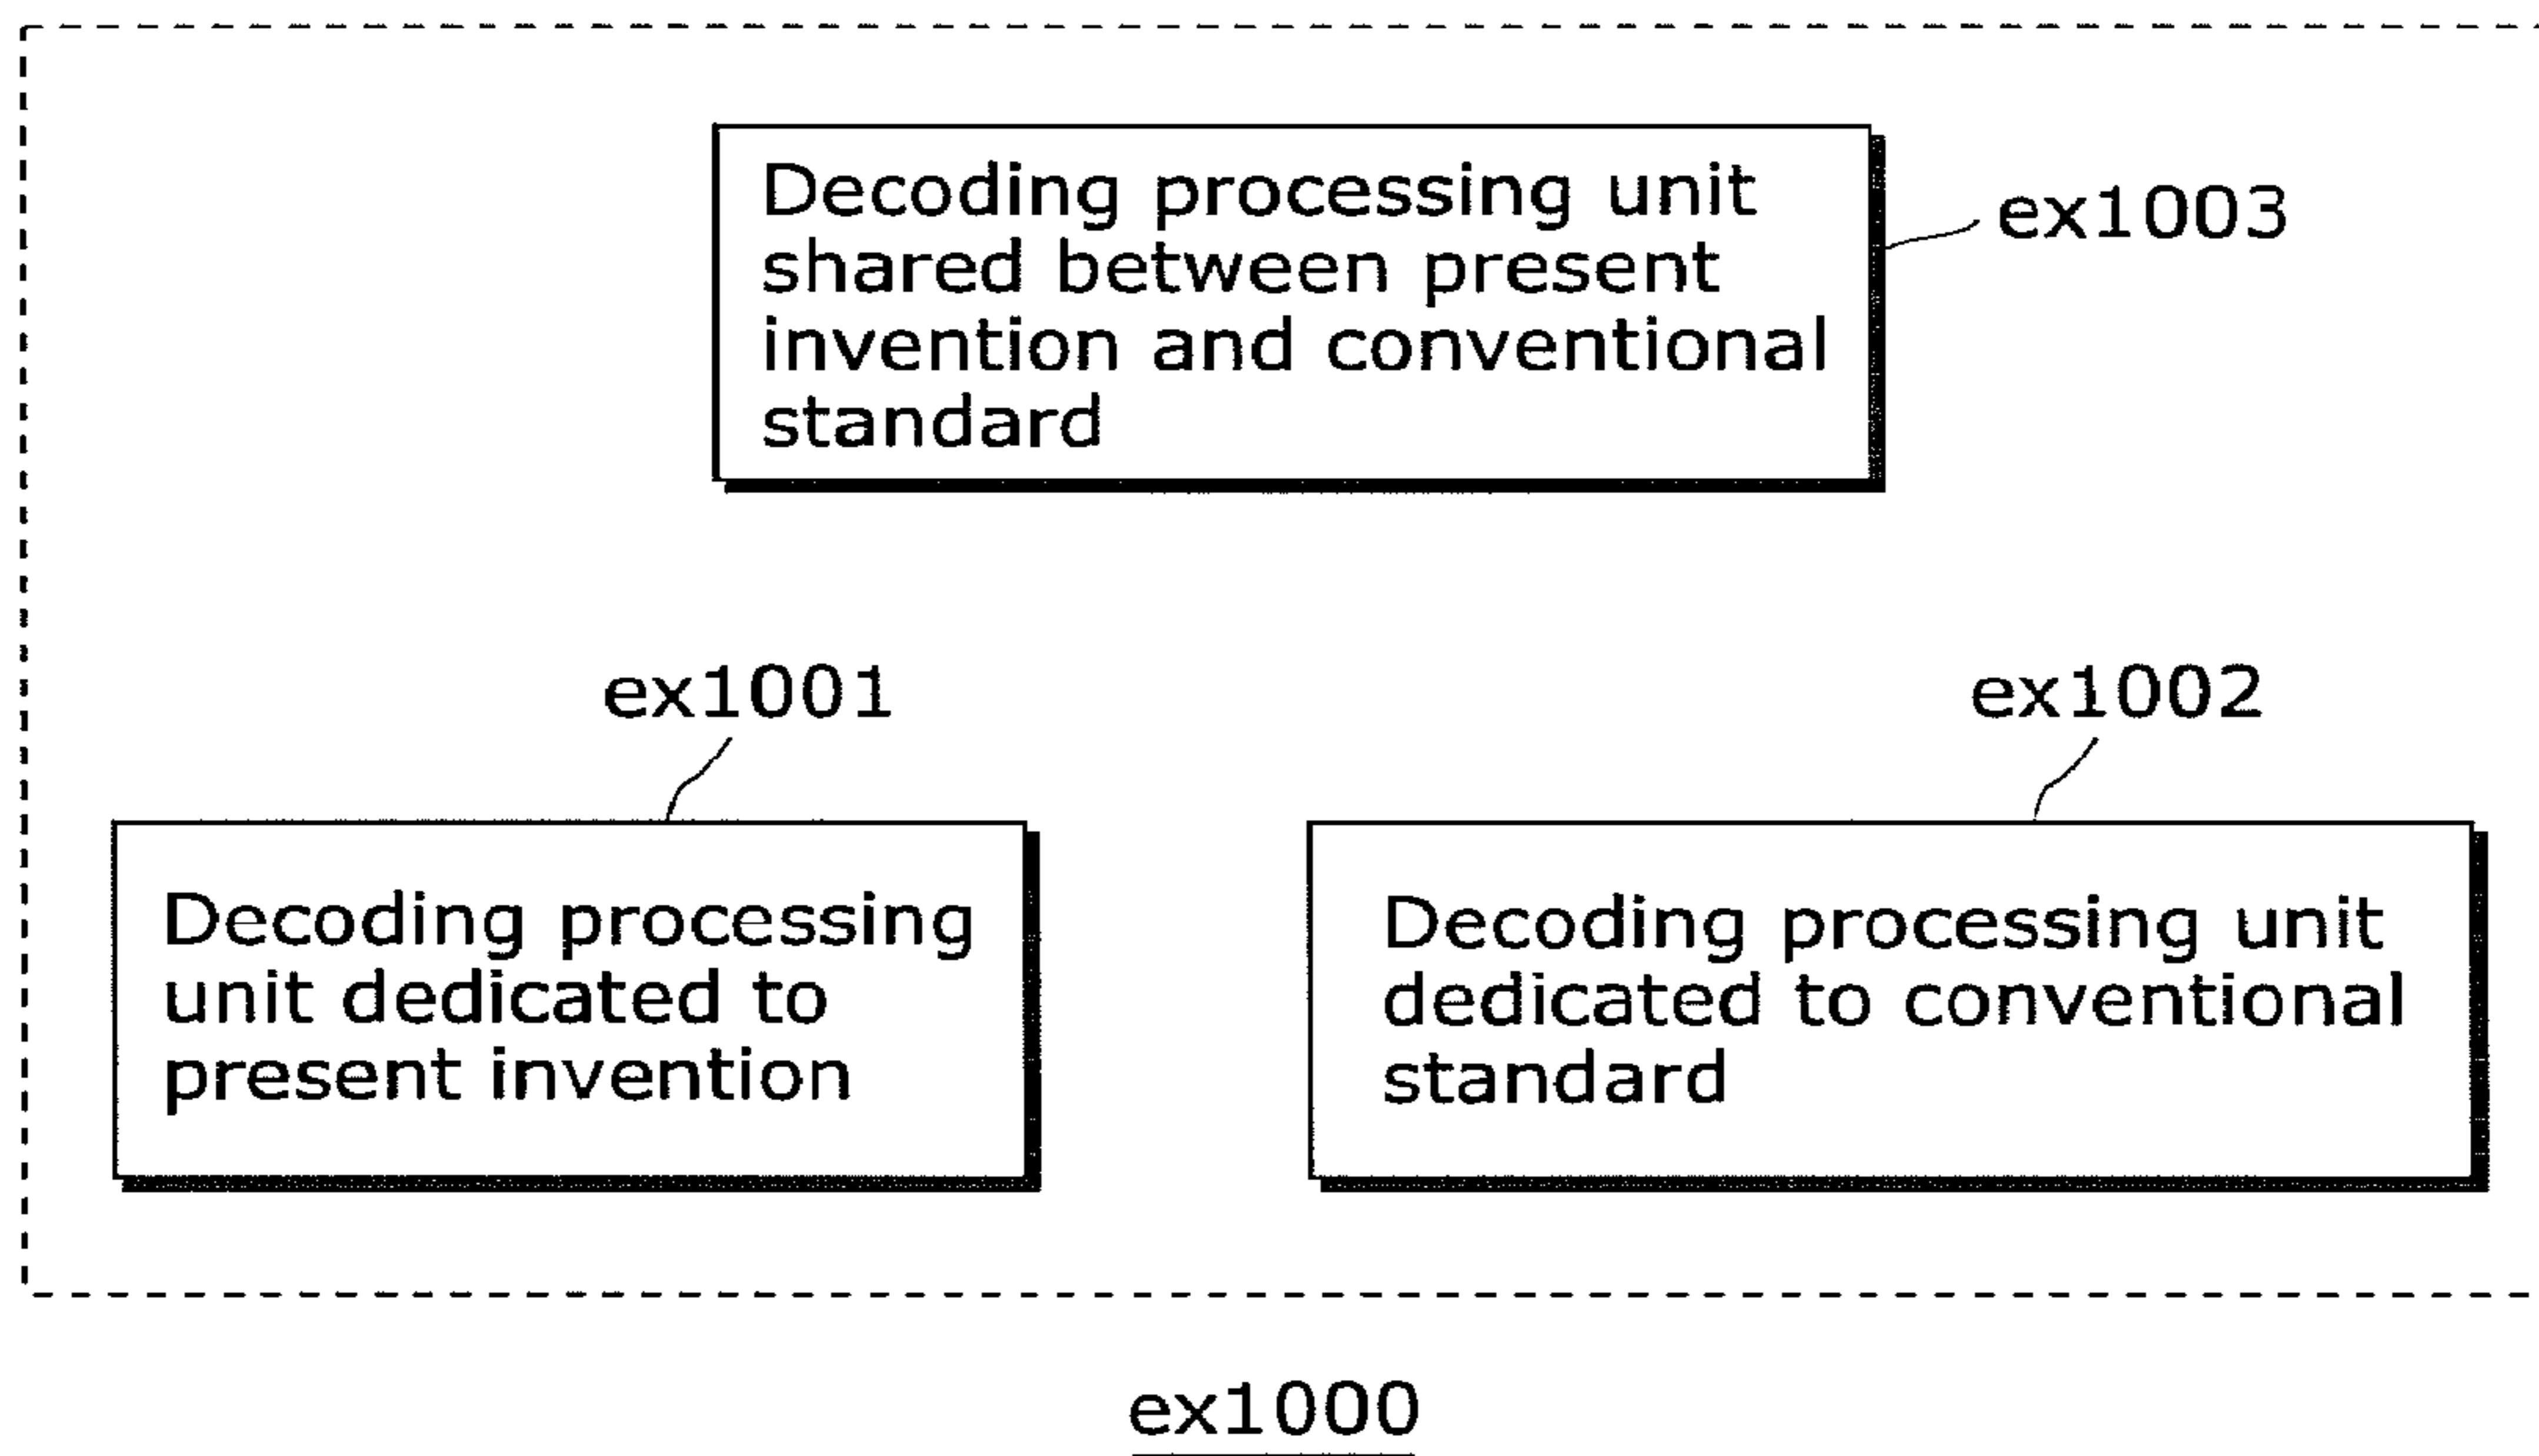 Decoding processing unit
shared between present
invention and conventional
standard
ex1003
ex1001
ex1002
Decoding processing
unit dedicated to
present invention
Decoding processing unit
dedicated to conventional
standard
ex1000